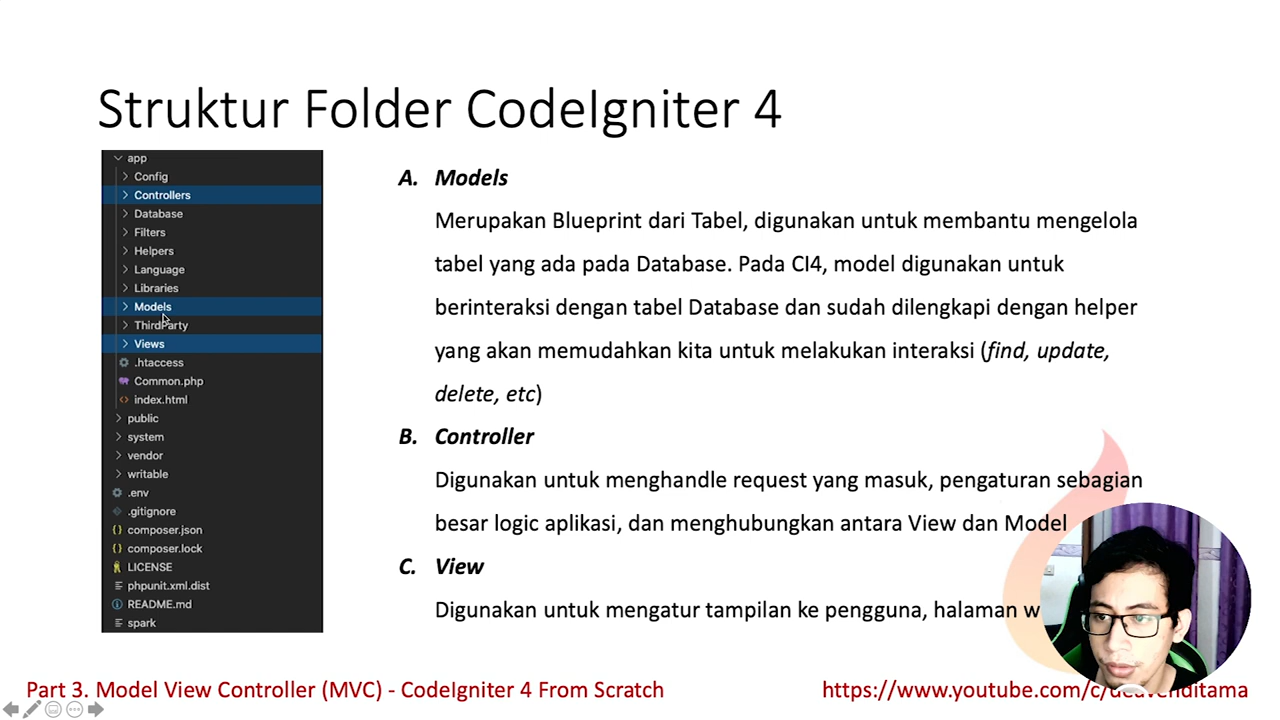 Struktur Folder CodeIgniter 4
app
Config
Controllers
Database
Filters
Helpers
Language
Libraries
Models
ThirdParty
Views
.htaccess
Common.php
index.html
public
system
vendor
writable
.env
.gitignore
composer.json
composer.lock
LICENSE
phpunit.xml.dist
README.md
spark
A. Models
Merupakan Blueprint dari Tabel, digunakan untuk membantu mengelola
tabel yang ada pada Database. Pada CI4, model digunakan untuk
berinteraksi dengan tabel Database dan sudah dilengkapi dengan helper
yang akan memudahkan kita untuk melakukan interaksi (find, update,
delete, etc)
B. Controller
Digunakan untuk menghandle request yang masuk, pengaturan sebagian
besar logic aplikasi, dan menghubungkan antara View dan Model
C. View
Digunakan untuk mengatur tampilan ke pengguna, halaman
Part 3. Model View Controller (MVC) - CodeIgniter 4 From Scratch
https://www.youtube.com/c/deavenditama